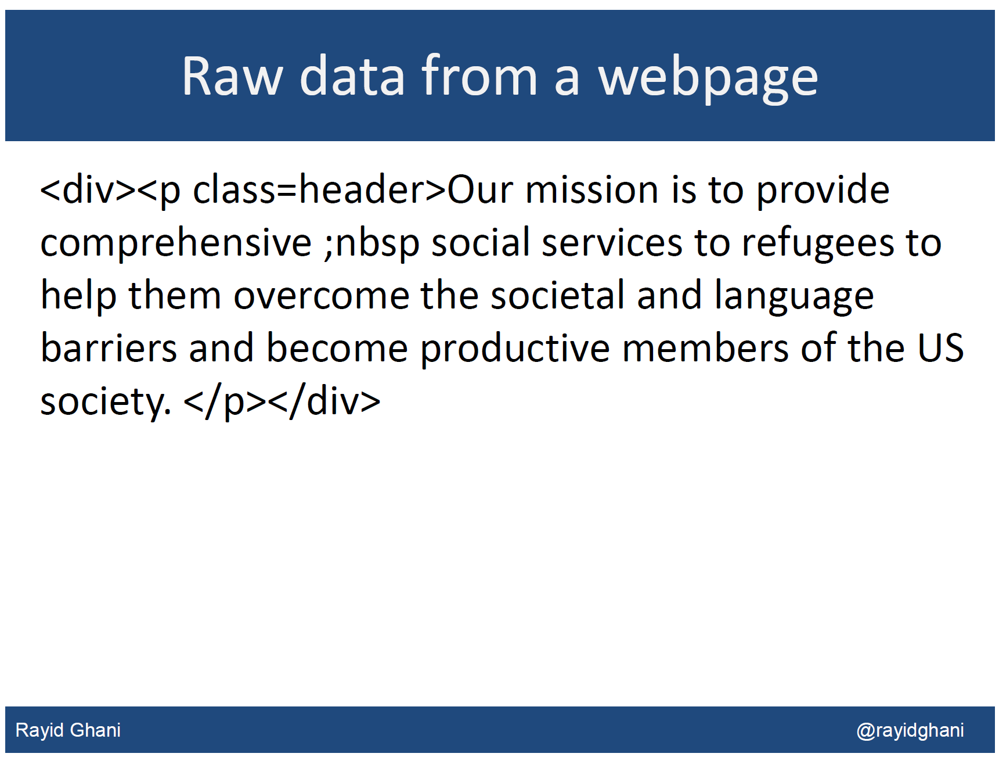 Raw data from a webpage
<div><p class=header>Our mission is to provide
comprehensive ;nbsp social services to refugees to
help them overcome the societal and language
barriers and become productive members of the US
society. </p></div>
Rayid Ghani
@rayidghani